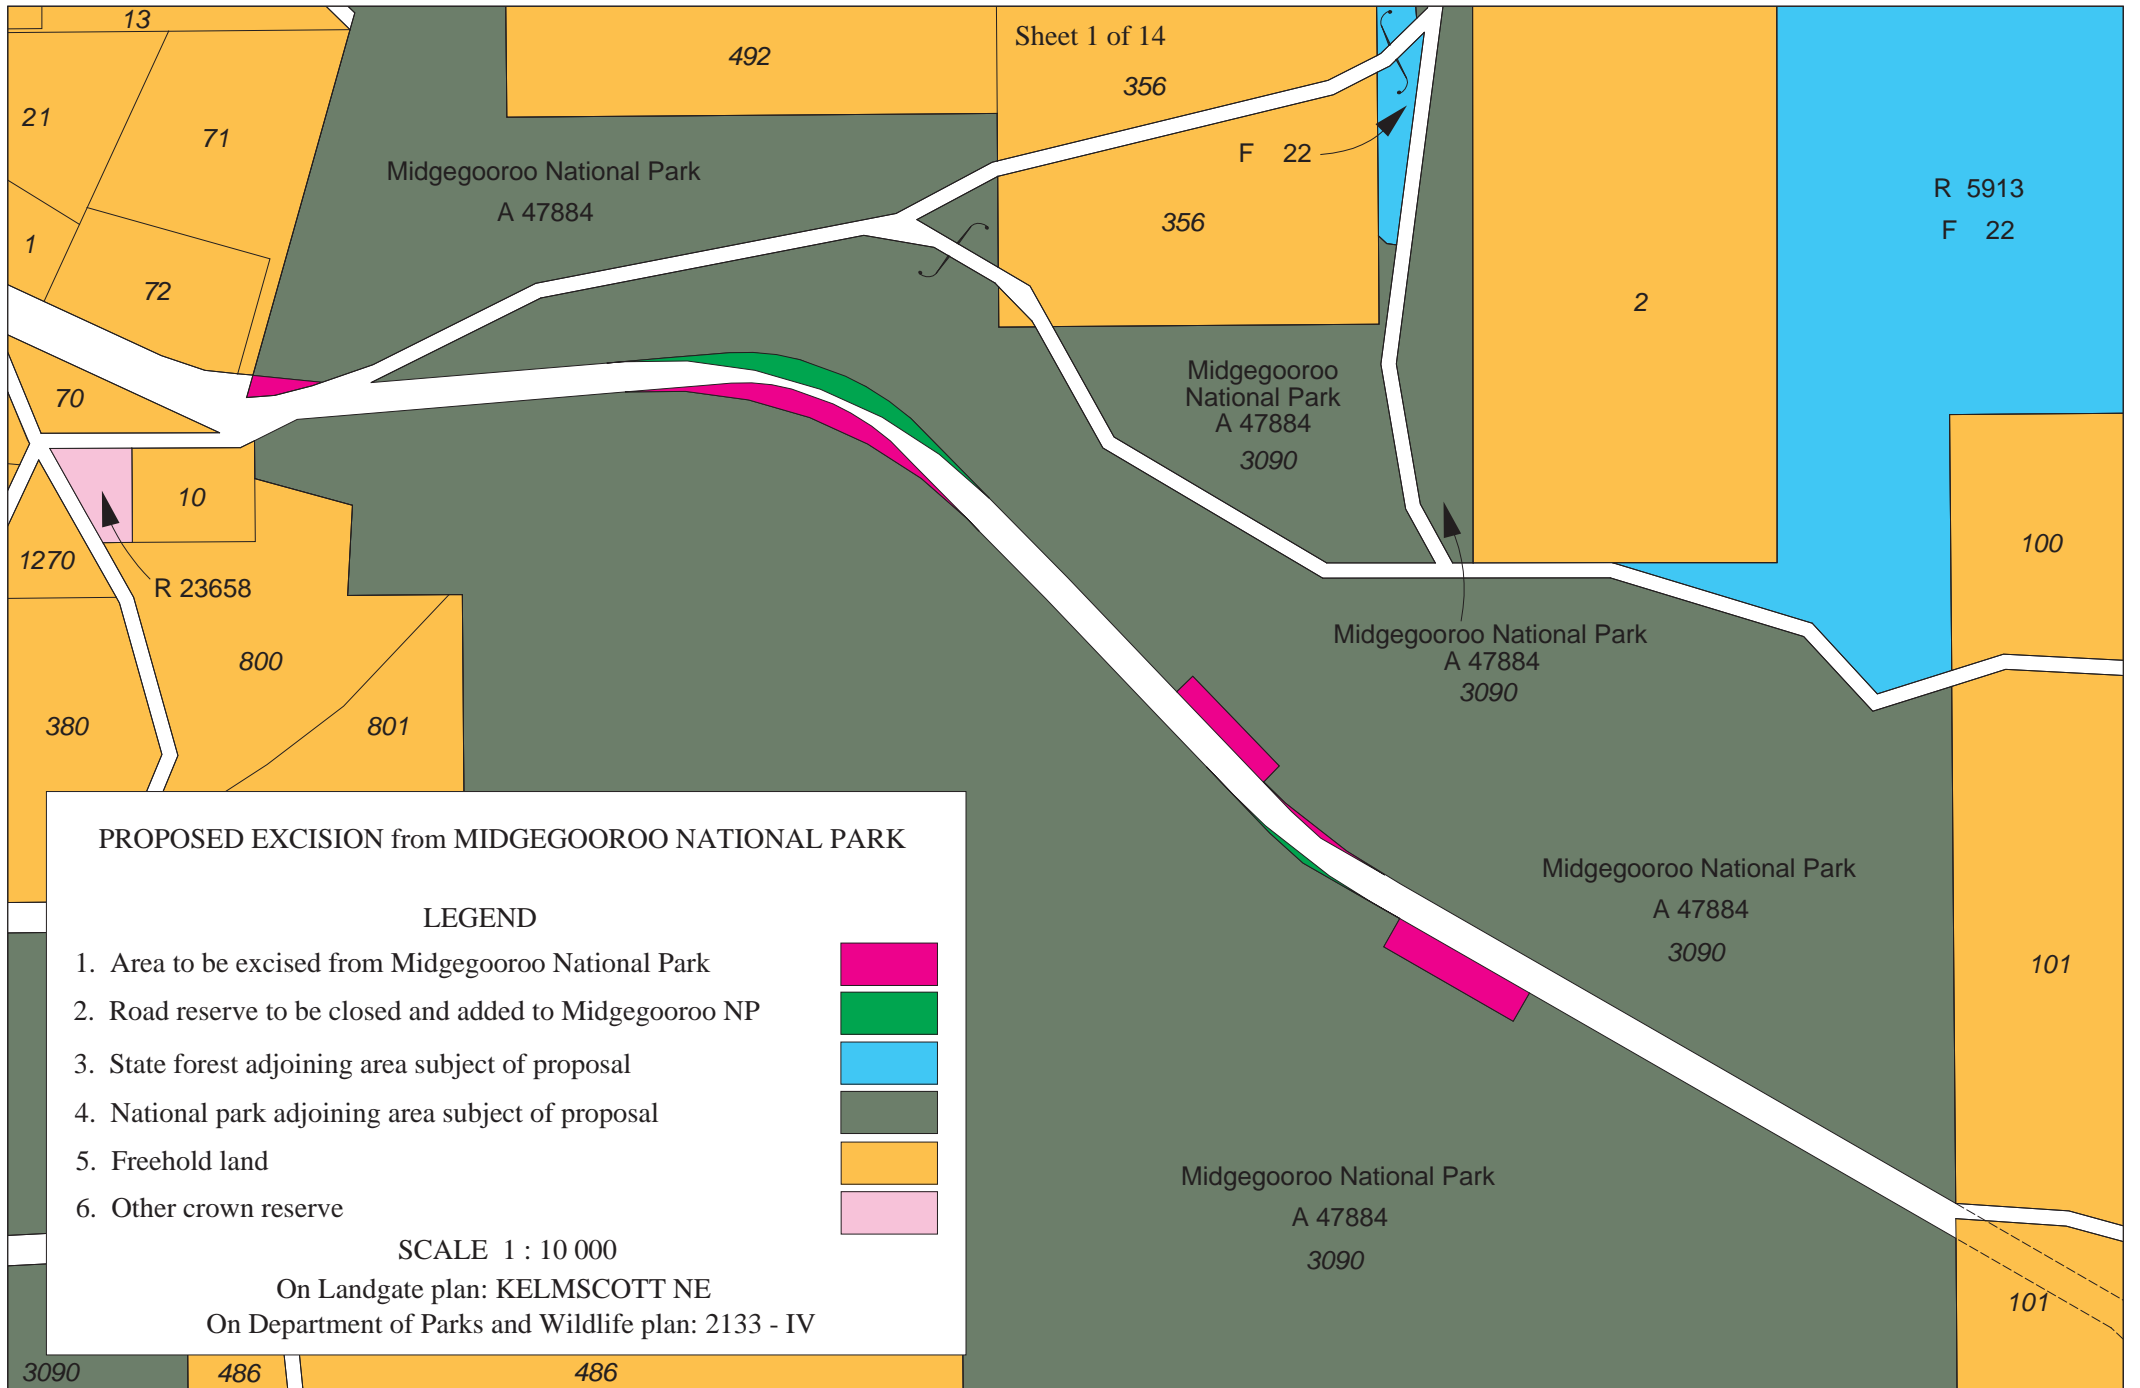 13
492
Sheet 1 of 14
356
21
71
F 22
Midgegooroo National Park
A 47884
R 5913
F 22
356
1
72
2
Midgegooroo
National Park
A 47884
3090
70
10
100
1270
R 23658
Midgegooroo National Park
A 47884
3090
800
380
801
PROPOSED EXCISION from MIDGEGOOROO NATIONAL PARK
LEGEND
1. Area to be excised from Midgegooroo National Park
2. Road reserve to be closed and added to Midgegooroo NP
3. State forest adjoining area subject of proposal
4. National park adjoining area subject of proposal
5. Freehold land
6. Other crown reserve
SCALE 1 : 10 000
On Landgate plan: KELMSCOTT NE
On Department of Parks and Wildlife plan: 2133 - IV
Midgegooroo National Park
A 47884
3090
101
Midgegooroo National Park
A 47884
3090
101
3090
486
486